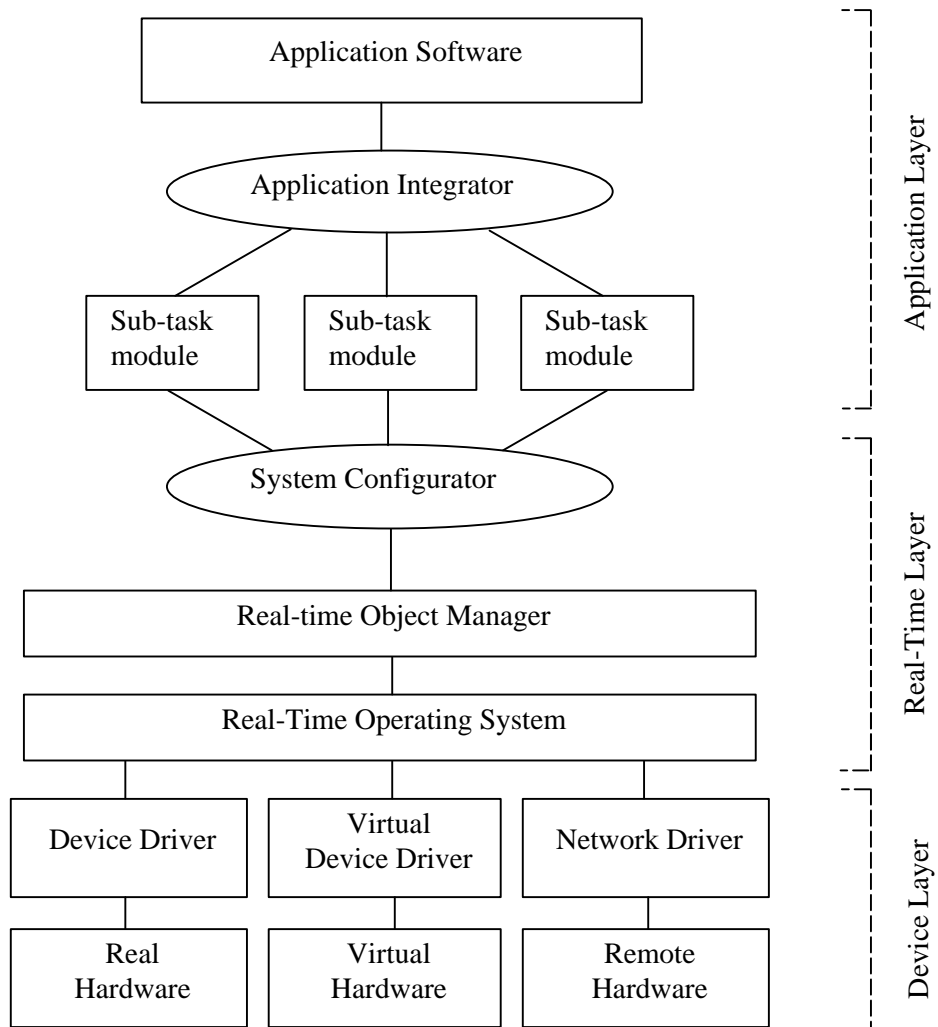 Application Software
Application Integrator
Sub-task
module
Sub-task
module
Sub-task
module
System Configurator
Real-time Object Manager
Real-Time Operating System
Device Driver
Virtual
Device Driver
Network Driver
Real
Hardware
Virtual
Hardware
Remote
Hardware
Application Layer
Real-Time Layer
Device Layer